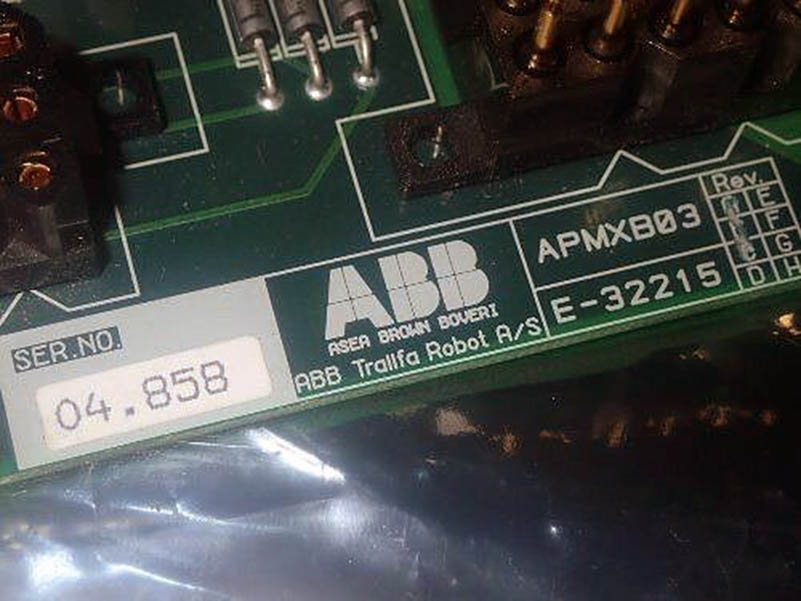 SER.NO.
04.858
ABB
ASEA BROWN BOVERI
ABB Trallfa Robot A/S
APMXB03
E-32215
Rev.
E
F
C G
D H